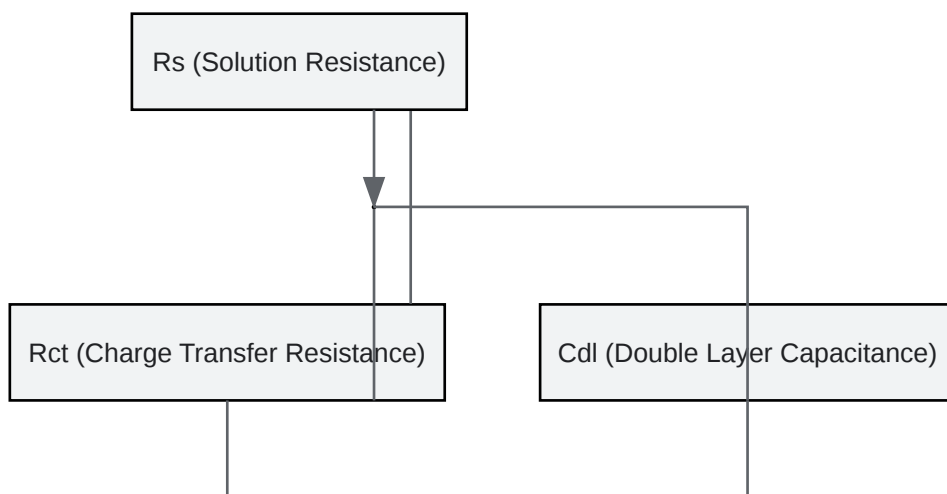 Rs (Solution Resistance)
Rct (Charge Transfer Resistance)
Cdl (Double Layer Capacitance)